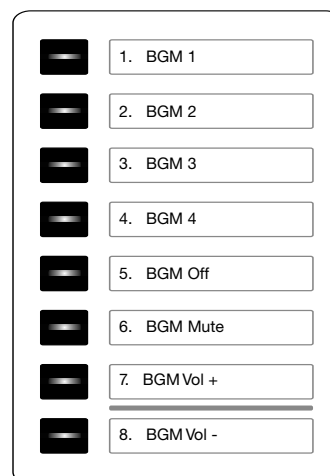 1. BGM 1
2. BGM 2
3. BGM 3
4. BGM 4
5. BGM Off
6. BGM Mute
7. BGM Vol +
8. BGM Vol -